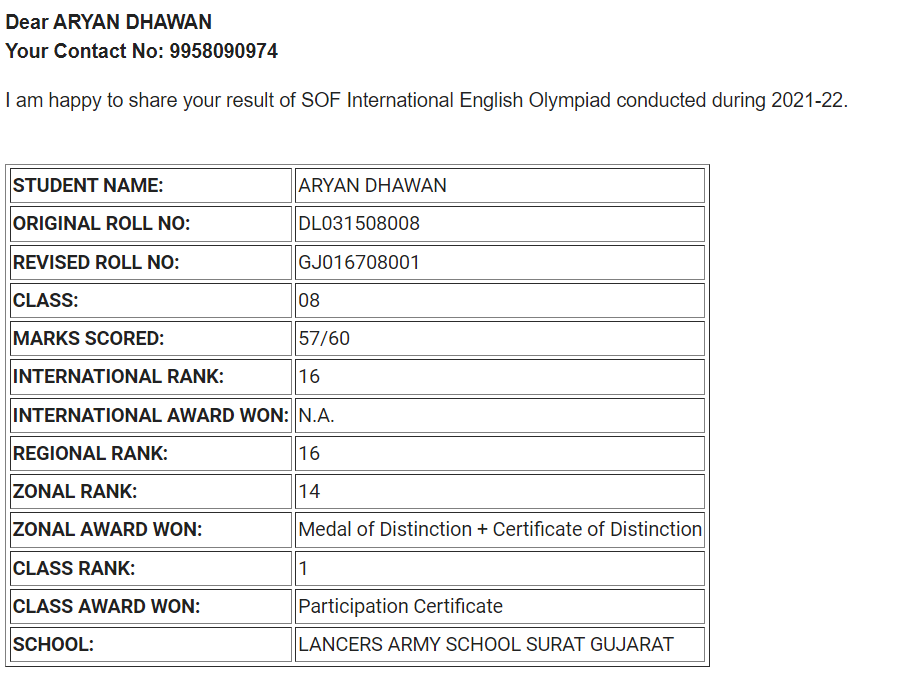 Dear ARYAN DHAWAN
Your Contact No: 9958090974
I am happy to share your result of SOF International English Olympiad conducted during 2021-22.
STUDENT NAME: ARYAN DHAWAN
ORIGINAL ROLL NO: DL031508008
REVISED ROLL NO: GJ016708001
CLASS: 08
MARKS SCORED: 57/60
INTERNATIONAL RANK: 16
INTERNATIONAL AWARD WON: N.A.
REGIONAL RANK: 16
ZONAL RANK: 14
ZONAL AWARD WON: Medal of Distinction + Certificate of Distinction
CLASS RANK: 1
CLASS AWARD WON: Participation Certificate
SCHOOL: LANCERS ARMY SCHOOL SURAT GUJARAT